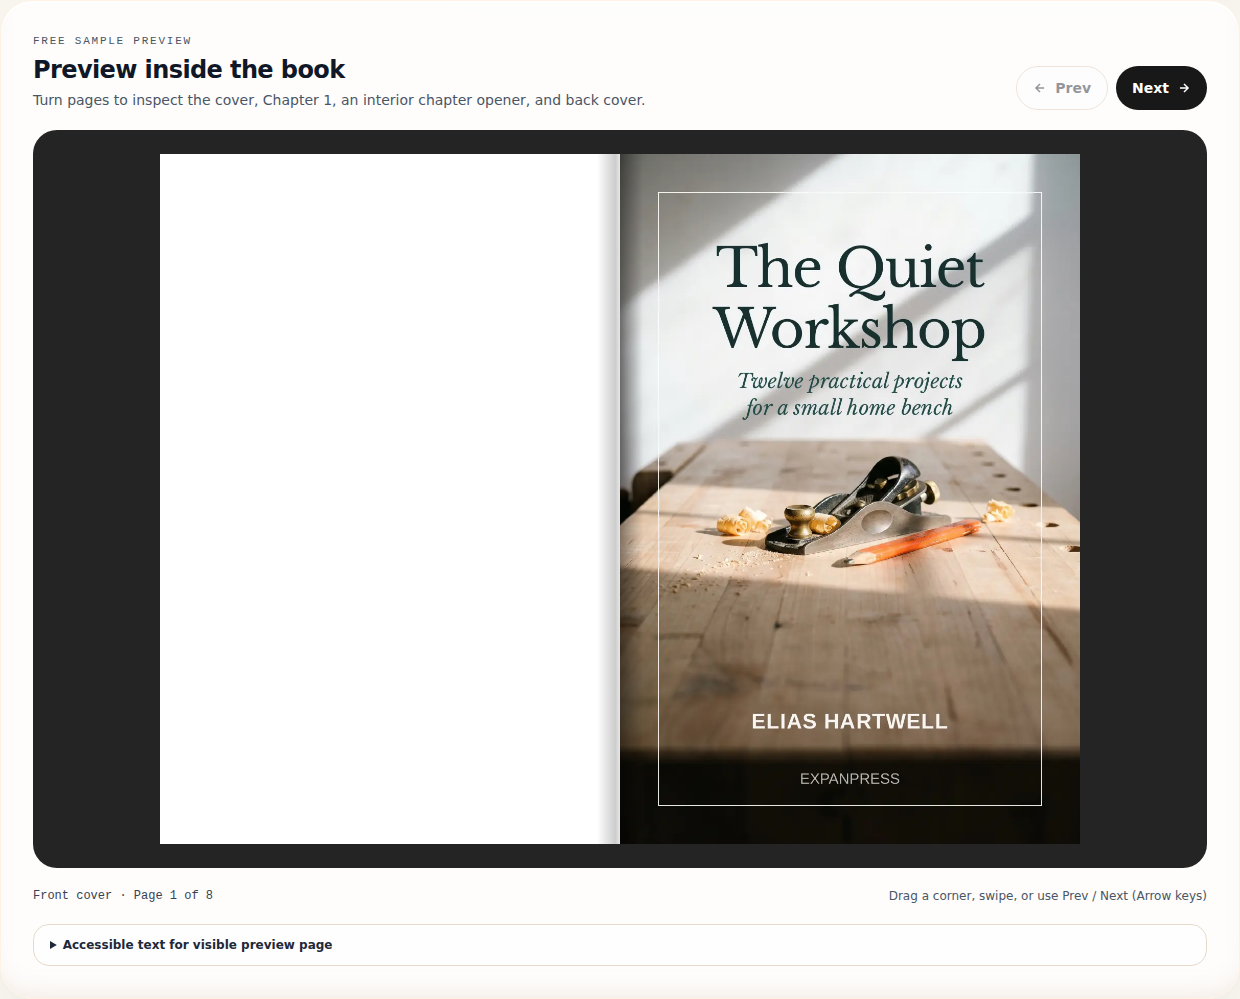 FREE SAMPLE PREVIEW
Preview inside the book
Turn pages to inspect the cover, Chapter 1, an interior chapter opener, and back cover.
← Prev
Next →
The Quiet
Workshop
Twelve practical projects
for a small home bench
ELIAS HARTWELL
EXPANPRESS
Front cover · Page 1 of 8
Drag a corner, swipe, or use Prev / Next (Arrow keys)
Accessible text for visible preview page